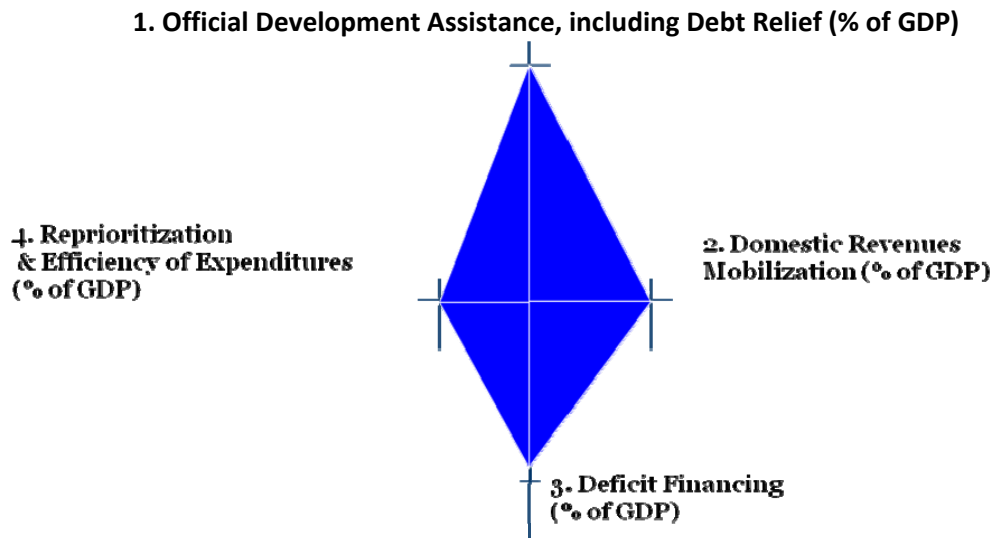 1. Official Development Assistance, including Debt Relief (% of GDP)
4. Reprioritization
& Efficiency of Expenditures
(% of GDP)
2. Domestic Revenues
Mobilization (% of GDP)
3. Deficit Financing
(% of GDP)